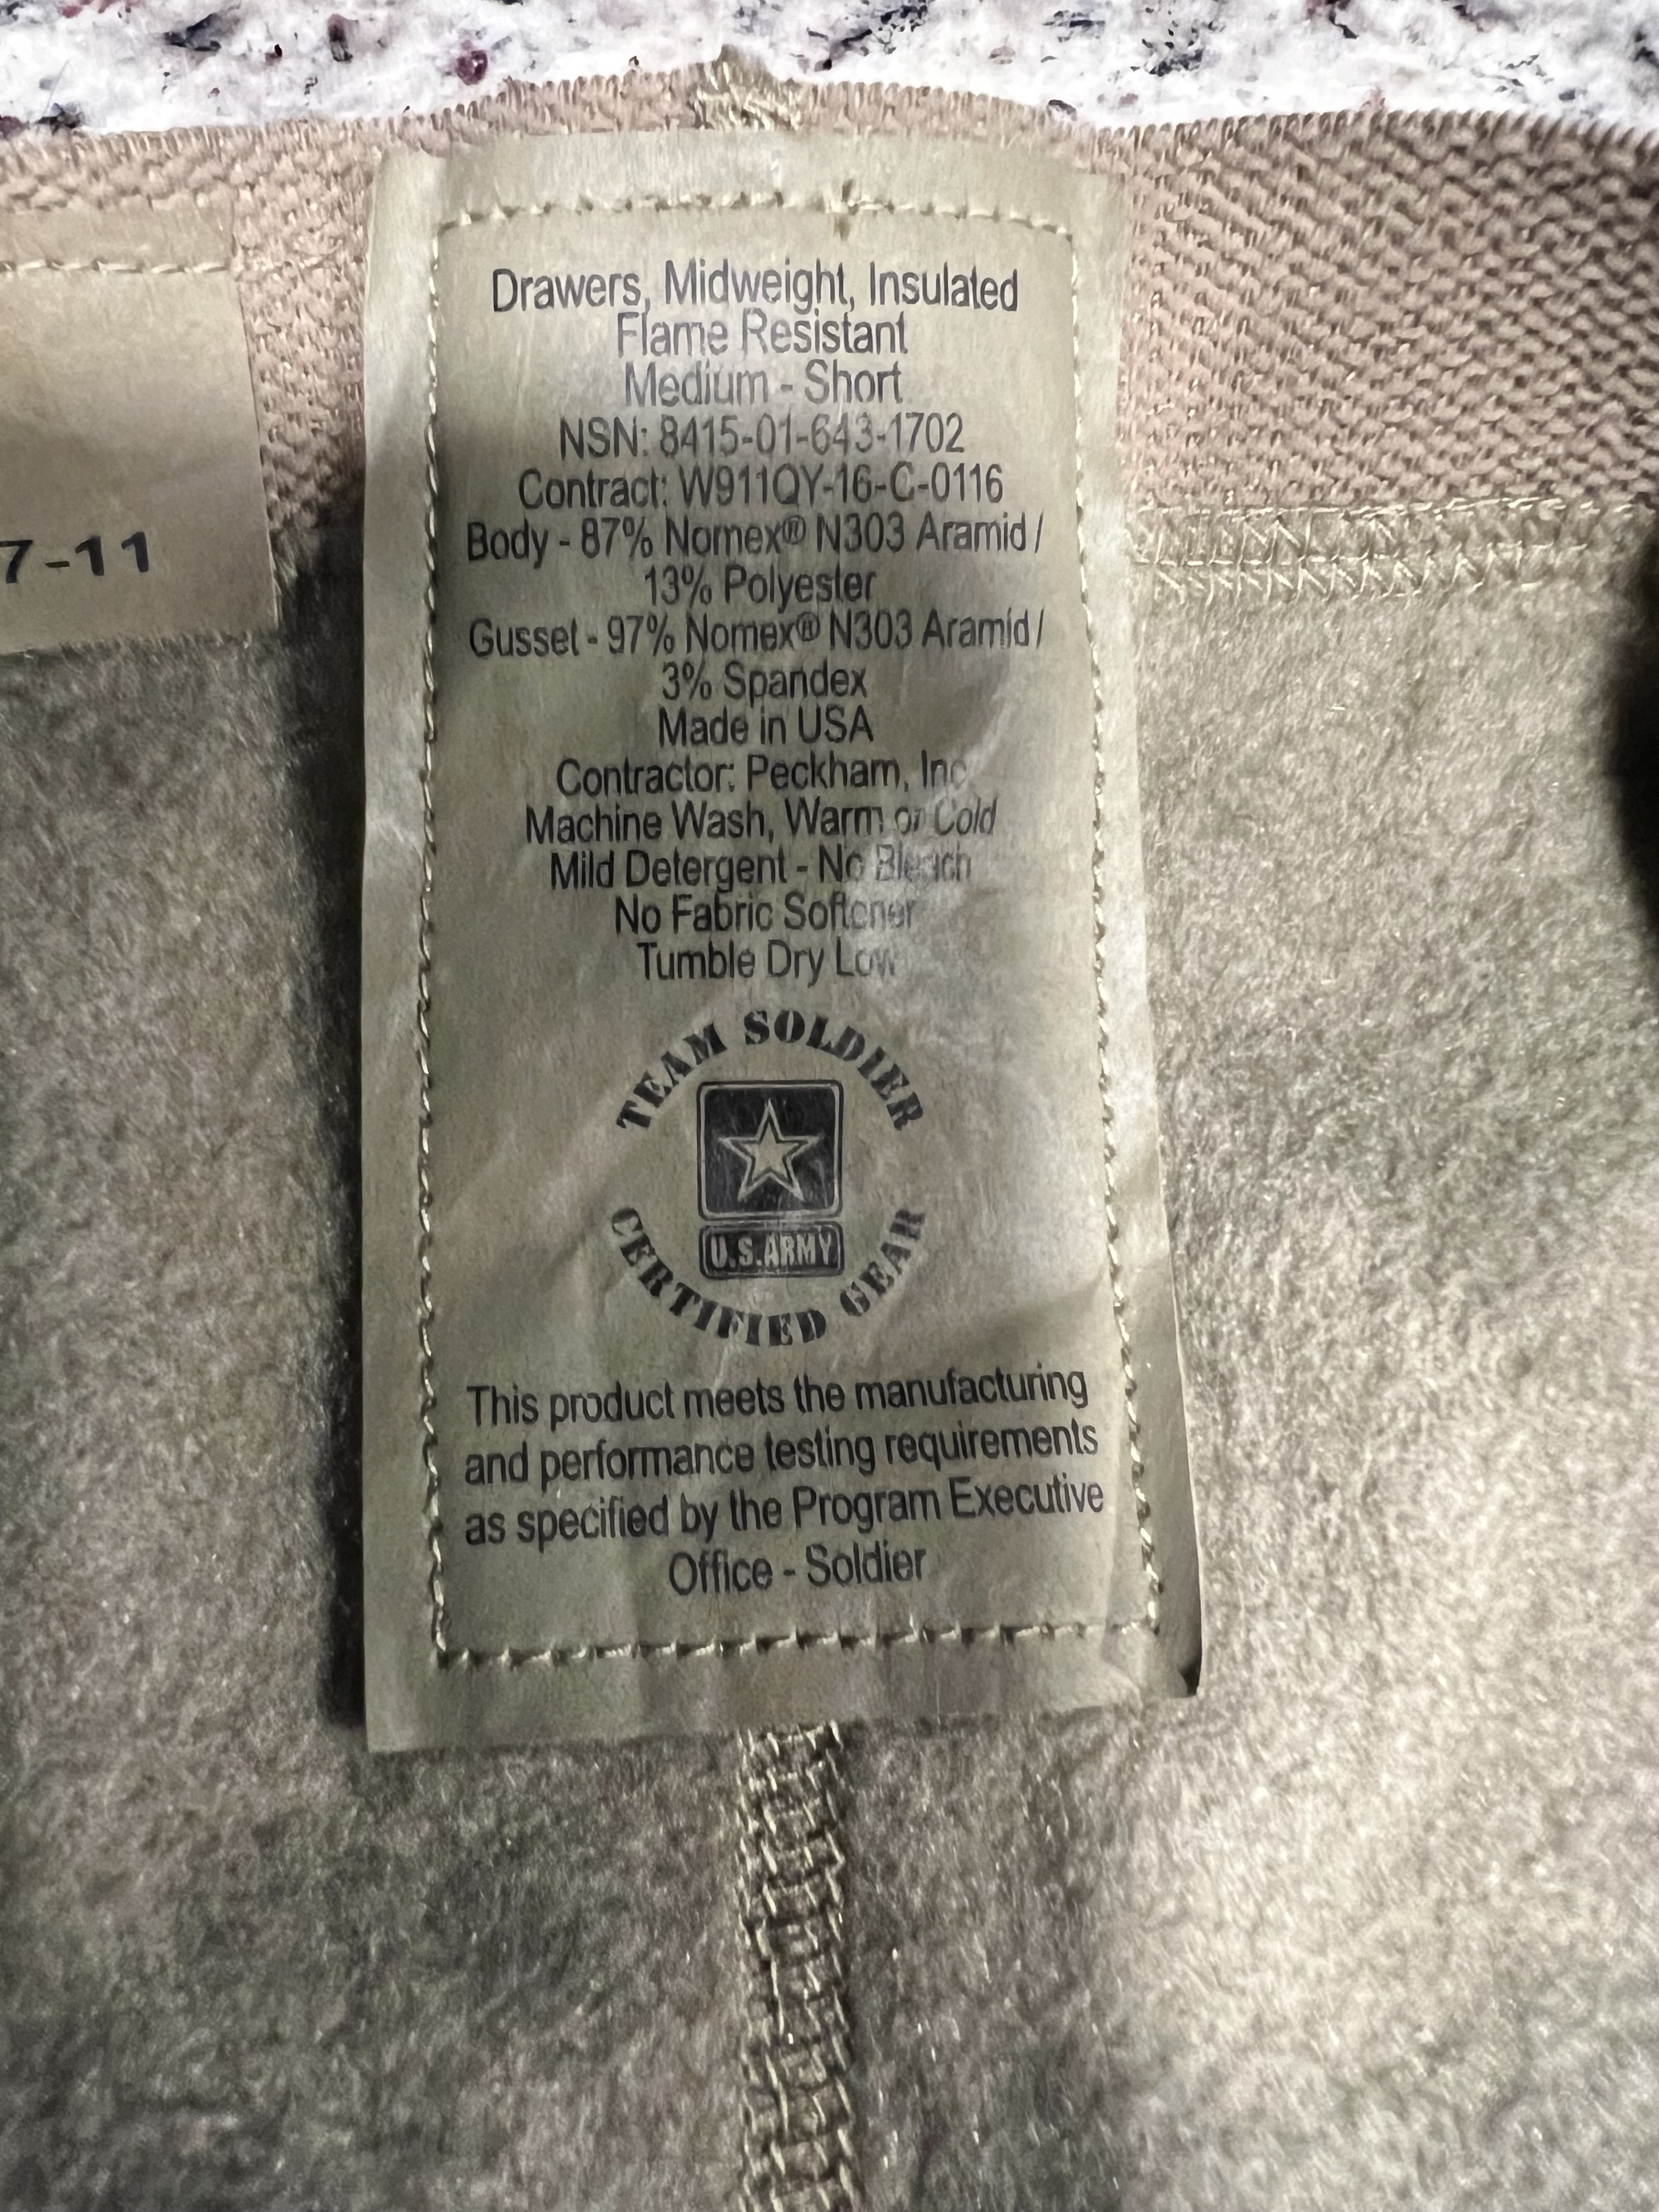 Drawers, Midweight, Insulated
Flame Resistant
Medium - Short
NSN: 8415-01-643-1702
Contract: W911QY-16-C-0116
Body - 87% Nomex® N303 Aramid /
13% Polyester
Gusset - 97% Nomex® N303 Aramid /
3% Spandex
Made in USA
Contractor: Peckham, Inc
Machine Wash, Warm or Cold
Mild Detergent - No Bleach
No Fabric Softener
Tumble Dry Low
TEAM SOLDIER
U.S.ARMY
CERTIFIED GEAR
This product meets the manufacturing
and performance testing requirements
as specified by the Program Executive
Office - Soldier
7-11